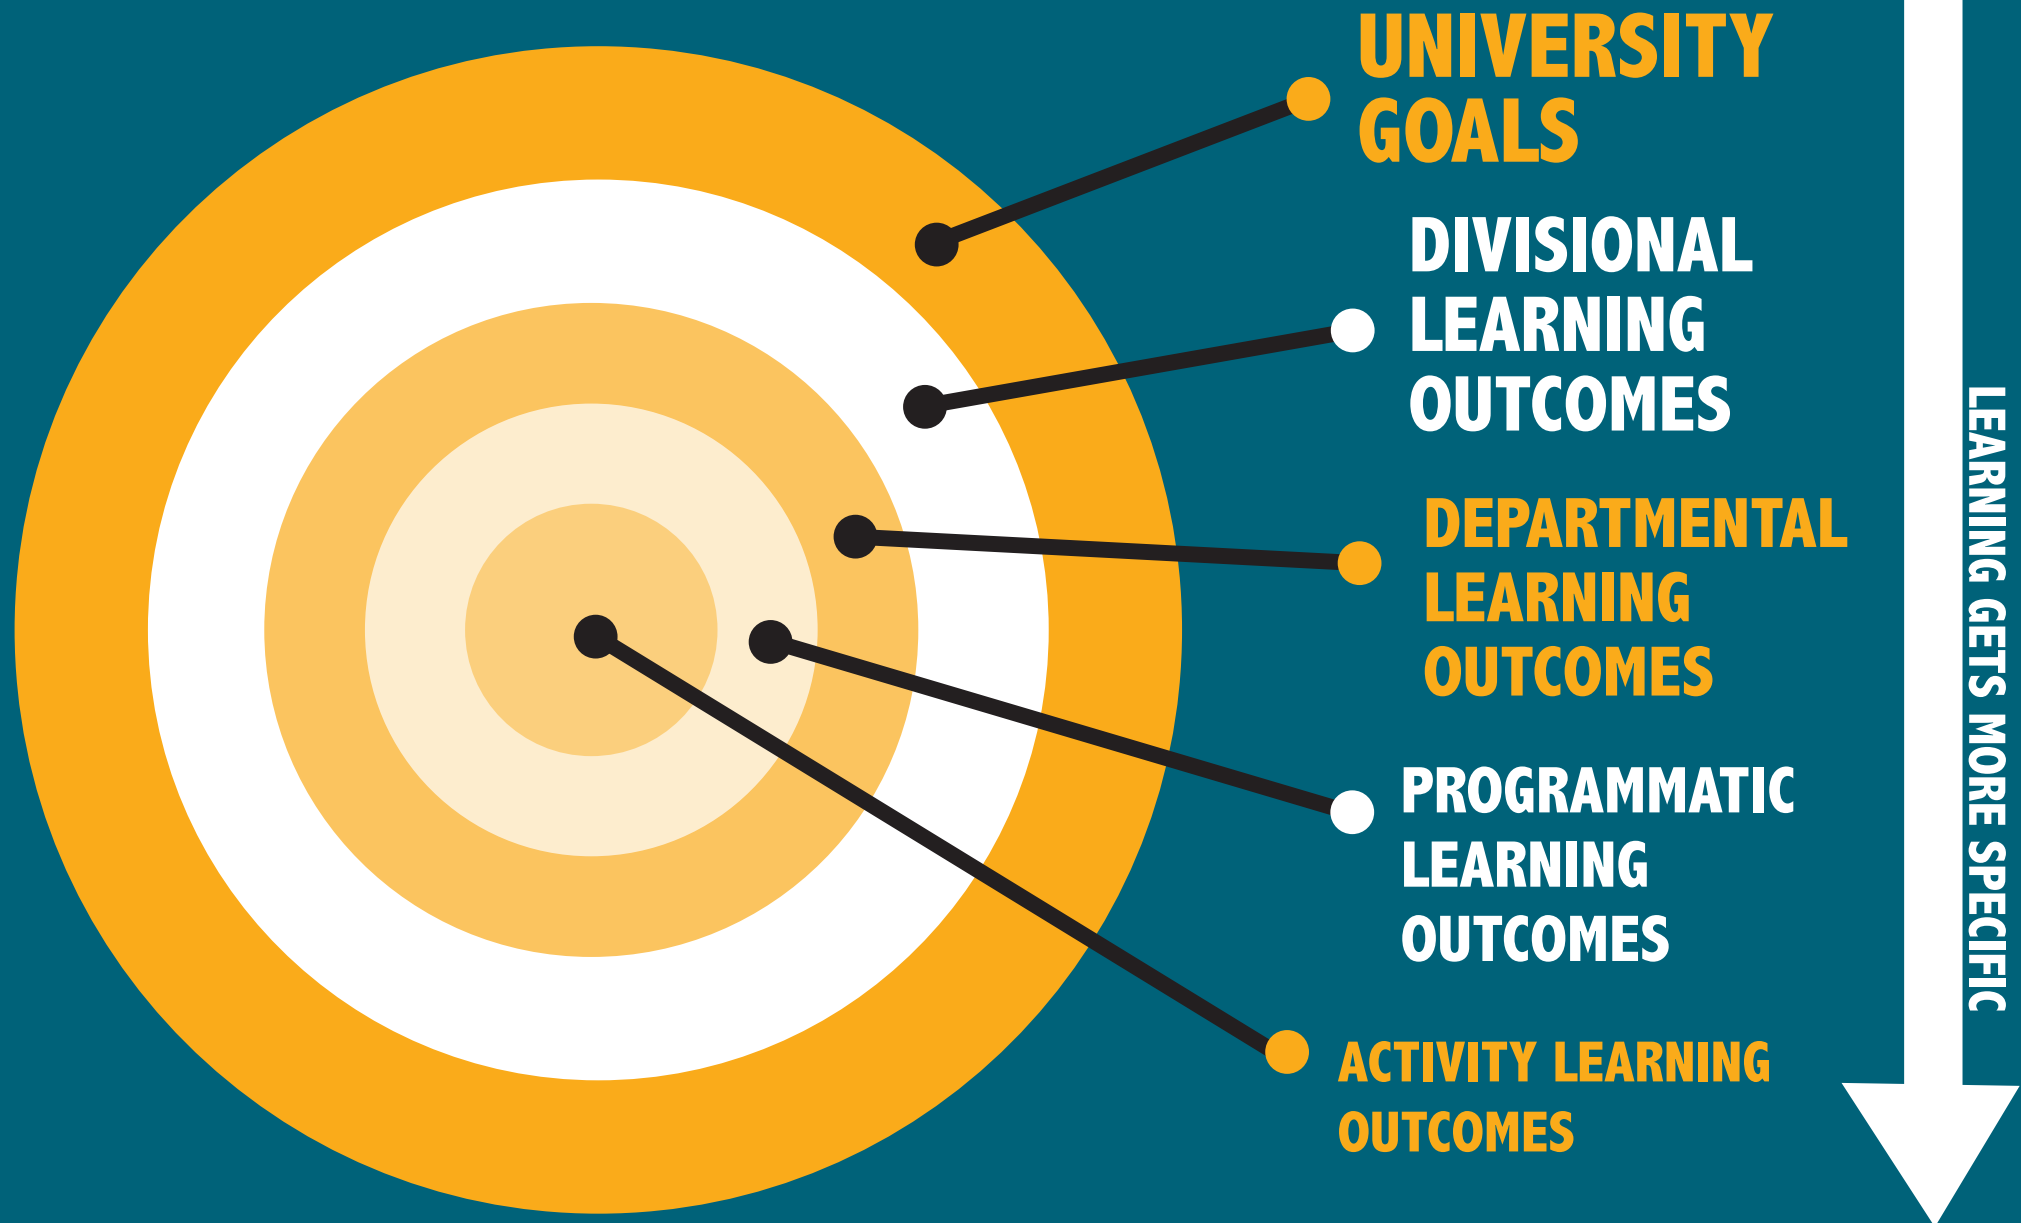 UNIVERSITY
GOALS
DIVISIONAL
LEARNING
OUTCOMES
DEPARTMENTAL
LEARNING
OUTCOMES
PROGRAMMATIC
LEARNING
OUTCOMES
ACTIVITY LEARNING
OUTCOMES
LEARNING GETS MORE SPECIFIC